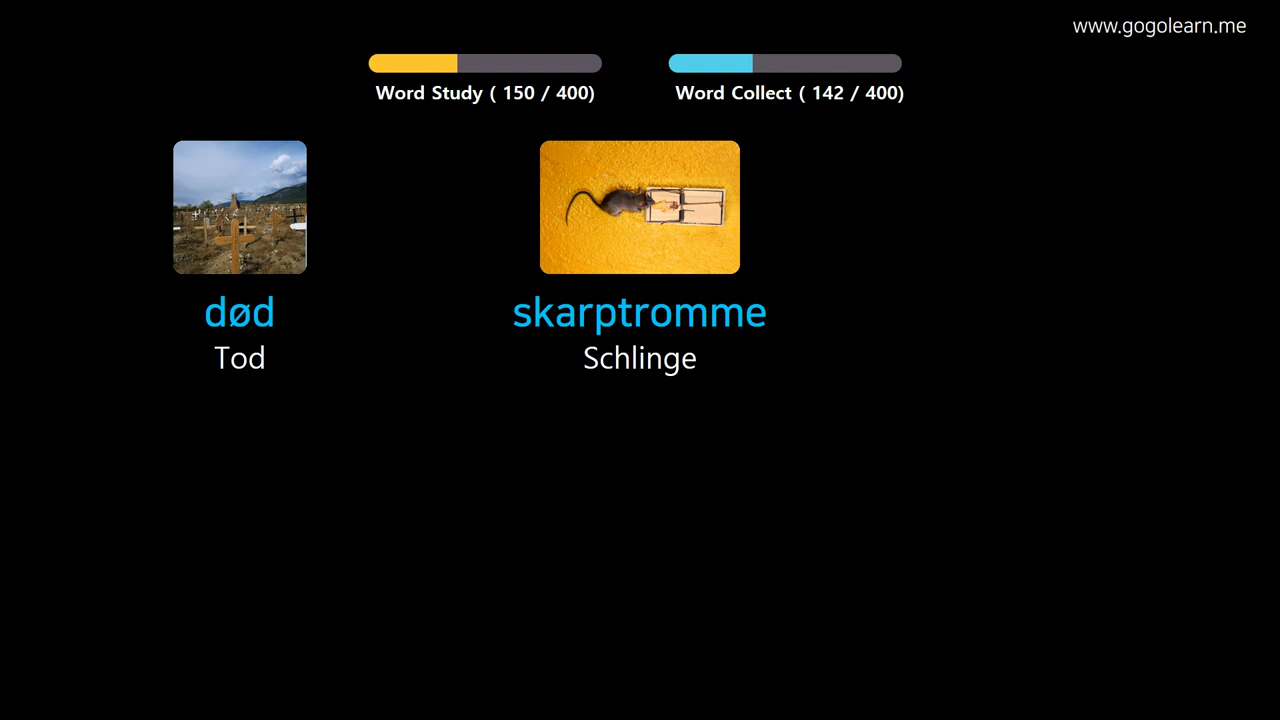 www.gogolearn.me
Word Study ( 150 / 400)
Word Collect ( 142 / 400)
død
Tod
skarptromme
Schlinge